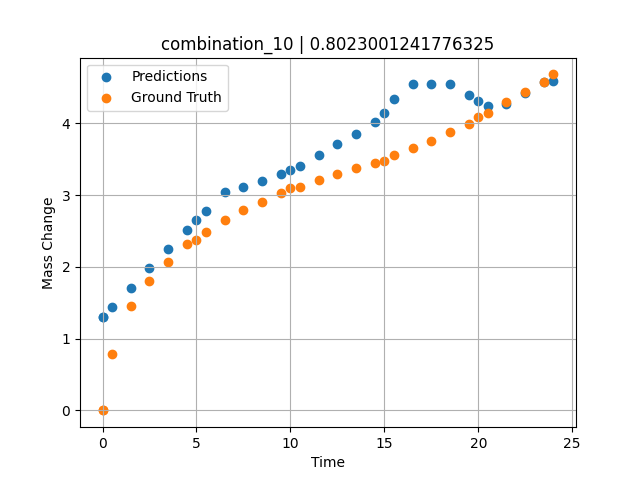 combination_10 | 0.8023001241776325
Predictions
Ground Truth
Mass Change
4
3
2
1
0
0 5 10 15 20 25
Time